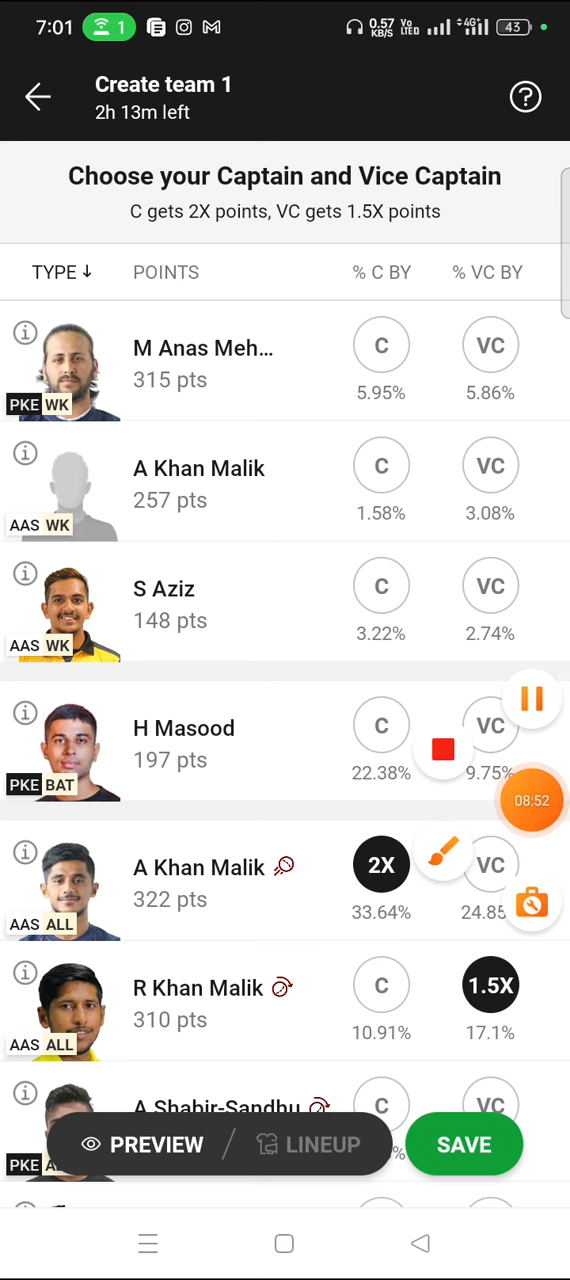 7:01 1 0.57 KB/S Vo LTED 4G+ 43
Create team 1
2h 13m left
Choose your Captain and Vice Captain
C gets 2X points, VC gets 1.5X points
TYPE ↓ POINTS % C BY % VC BY
M Anas Meh... C VC
315 pts
PKE WK 5.95% 5.86%
A Khan Malik C VC
257 pts
AAS WK 1.58% 3.08%
S Aziz C VC
148 pts
AAS WK 3.22% 2.74%
H Masood C VC
197 pts
PKE BAT 22.38% 9.75%
08:52
A Khan Malik 2X VC
322 pts
AAS ALL 33.64% 24.85
R Khan Malik C 1.5X
310 pts
AAS ALL 10.91% 17.1%
A Shabir-Sandhu C VC
PREVIEW / LINEUP % SAVE
PKE